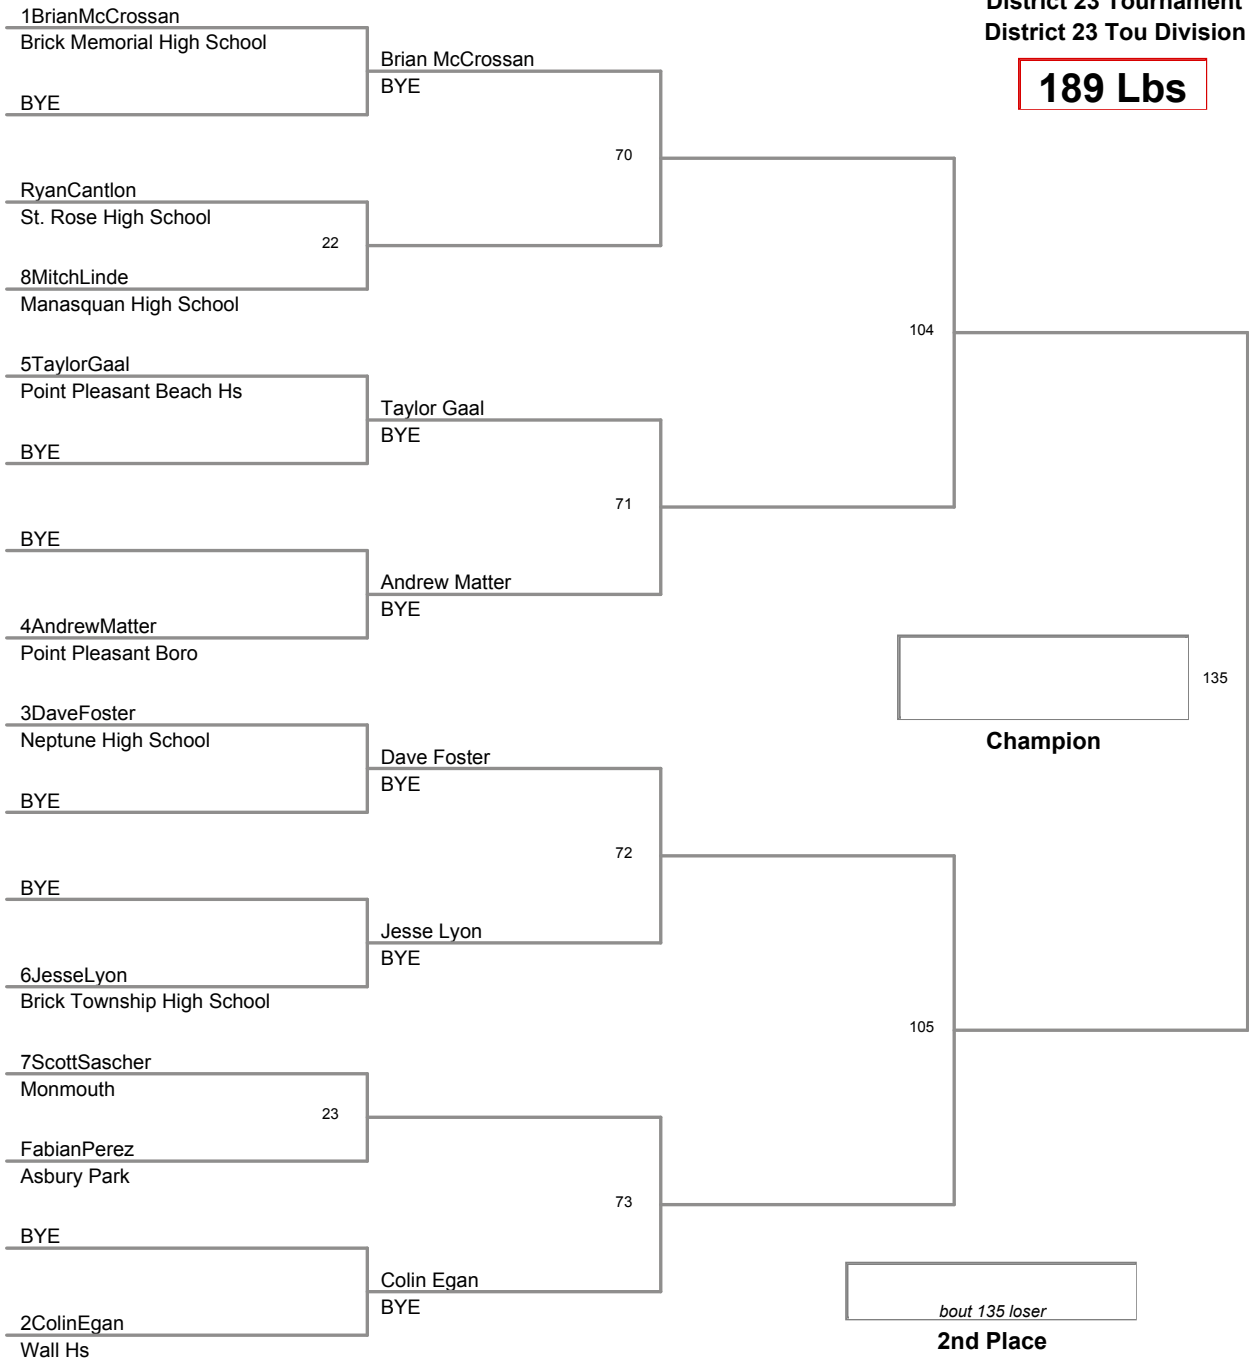 District 23 Tournament
District 23 Tou Division
189 Lbs
1BrianMcCrossan
Brick Memorial High School
BYE
RyanCantlon
St. Rose High School
22
8MitchLinde
Manasquan High School
5TaylorGaal
Point Pleasant Beach Hs
BYE
BYE
4AndrewMatter
Point Pleasant Boro
3DaveFoster
Neptune High School
BYE
BYE
6JesseLyon
Brick Township High School
7ScottSascher
Monmouth
23
FabianPerez
Asbury Park
BYE
2ColinEgan
Wall Hs
Brian McCrossan
BYE
70
Taylor Gaal
BYE
71
Andrew Matter
BYE
Dave Foster
BYE
72
Jesse Lyon
BYE
73
Colin Egan
BYE
104
105
135
Champion
bout 135 loser
2nd Place